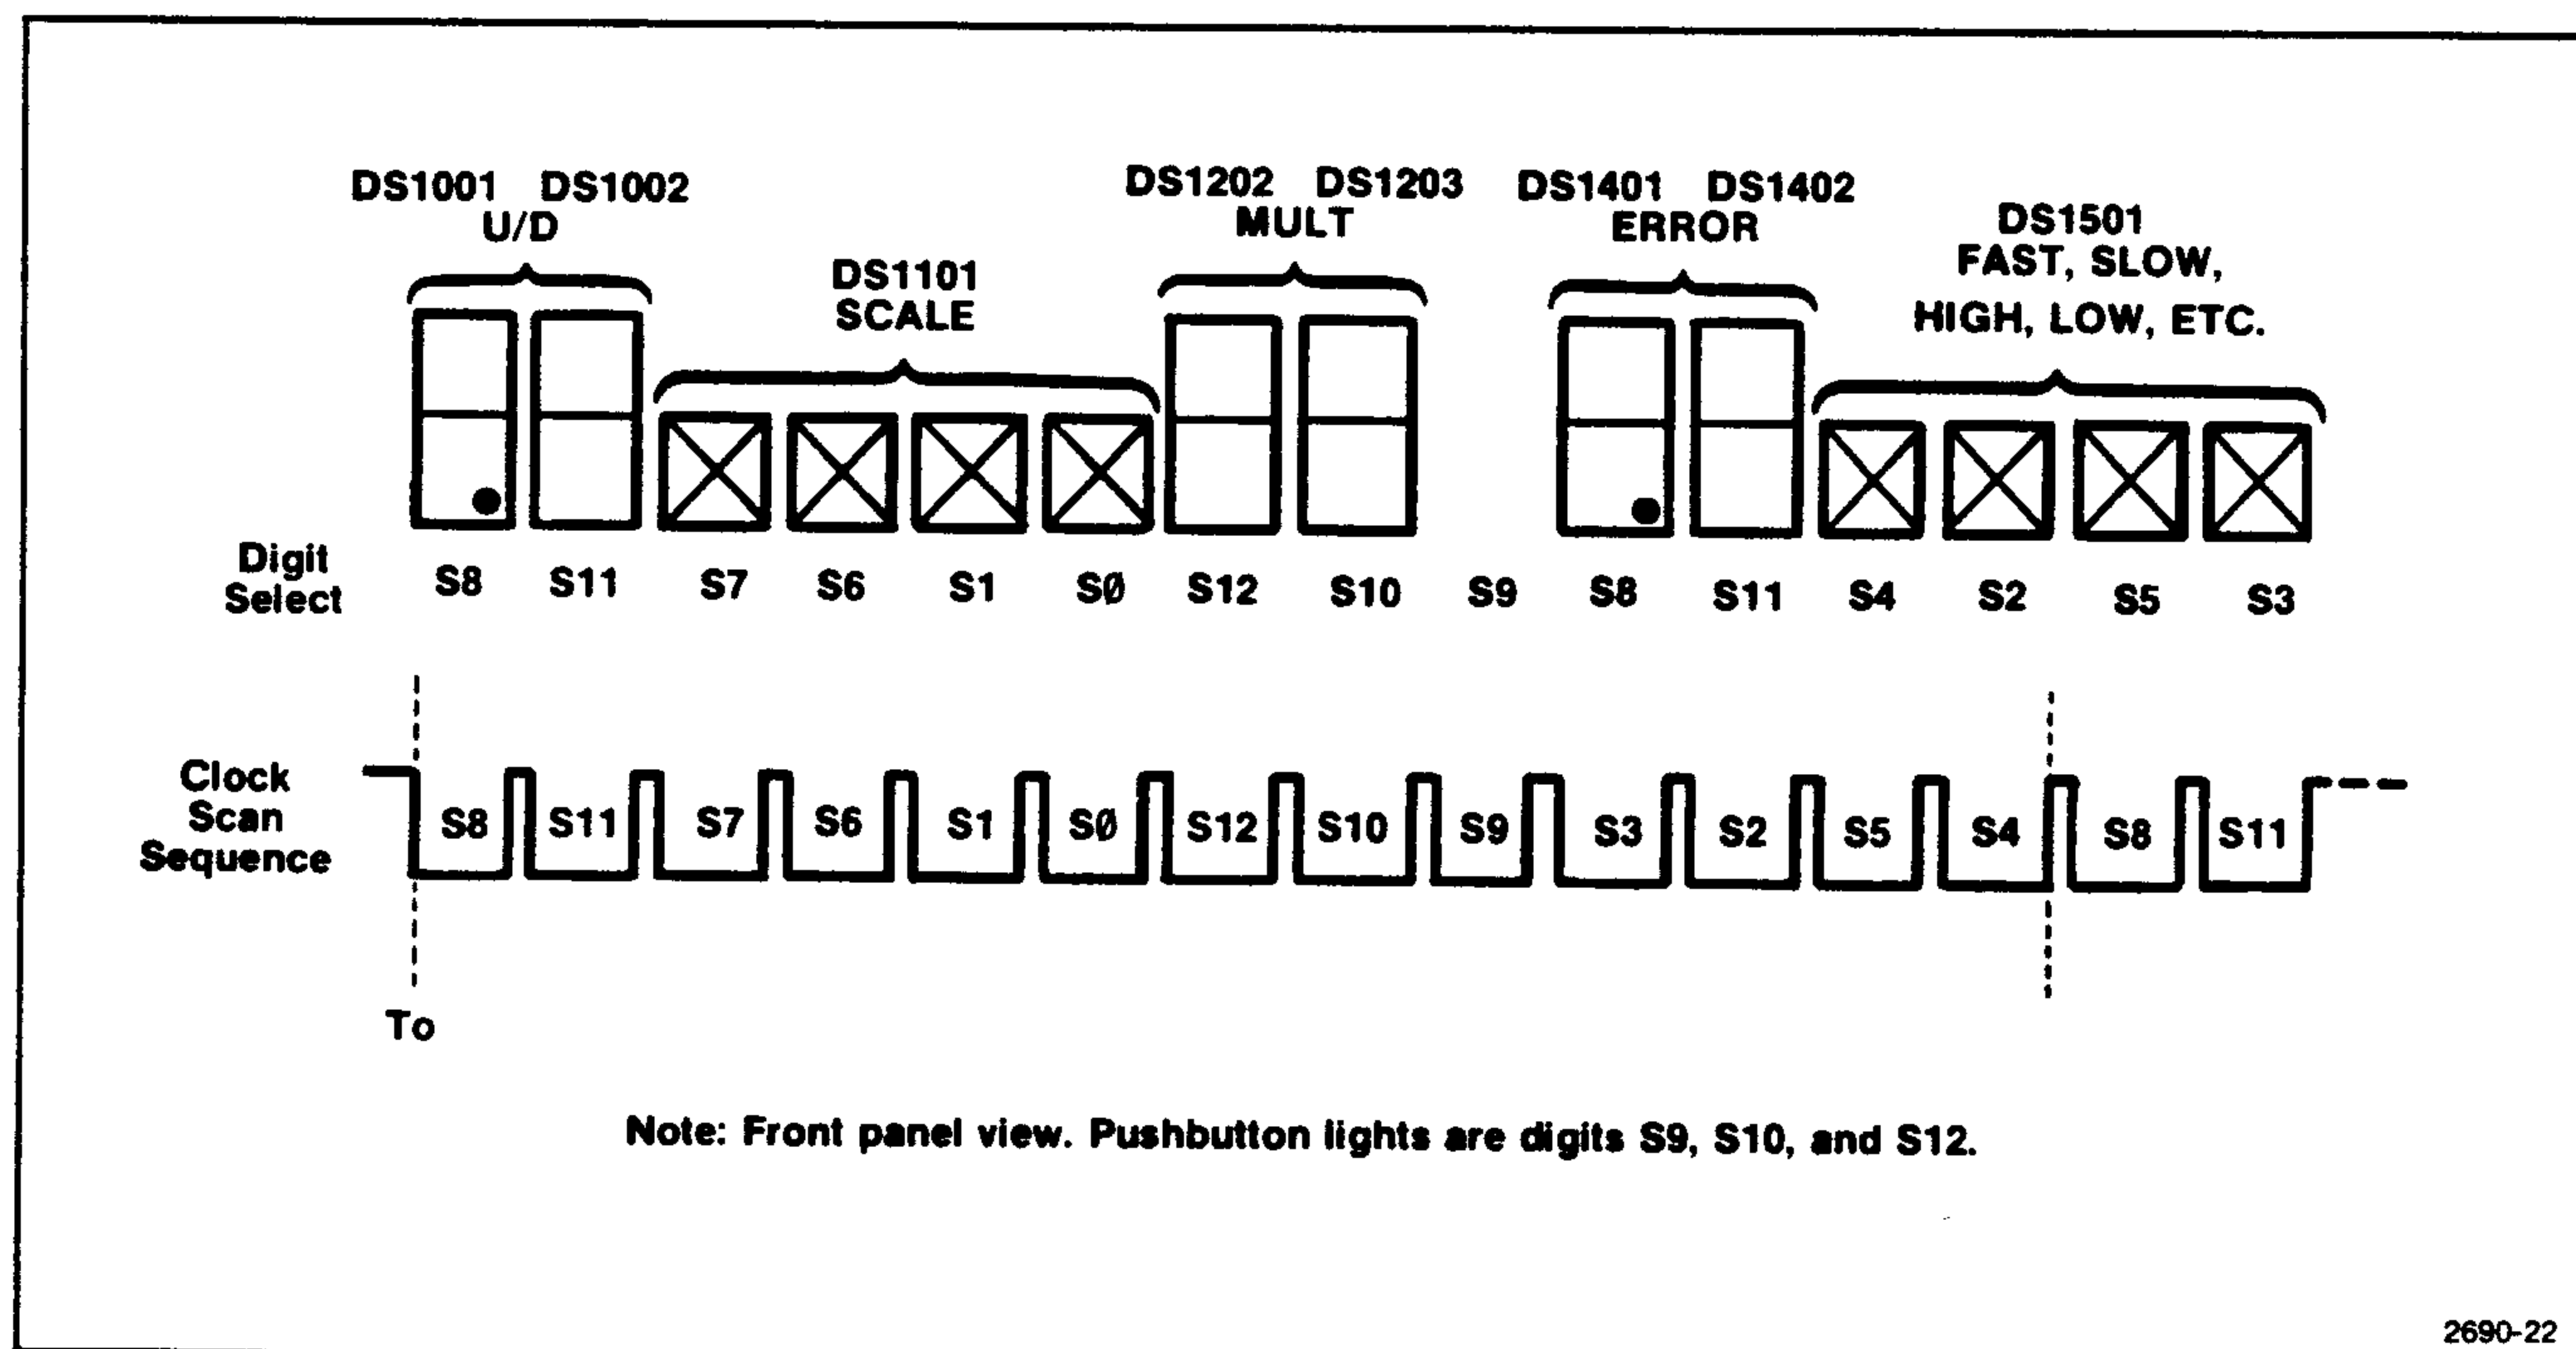 DS1001 DS1002
U/D
DS1101
SCALE
DS1202 DS1203
MULT
DS1401 DS1402
ERROR
DS1501
FAST, SLOW,
HIGH, LOW, ETC.
Digit
Select
S8 S11 S7 S6 S1 SØ S12 S10 S9 S8 S11 S4 S2 S5 S3
Clock
Scan
Sequence
S8 S11 S7 S6 S1 SØ S12 S10 S9 S3 S2 S5 S4 S8 S11
To
Note: Front panel view. Pushbutton lights are digits S9, S10, and S12.
2690-22